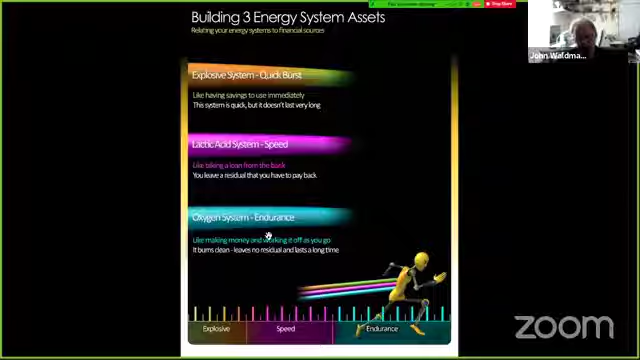 Building 3 Energy System Assets
Relating your energy systems to financial sources
Explosive System - Quick Burst
Like having savings to use immediately
This system is quick, but it doesn't last very long
Lactic Acid System - Speed
Like taking a loan from the bank
You leave a residual that you have to pay back
Oxygen System - Endurance
Like making money and working it off as you go
It burns clean - leaves no residual and lasts a long time
Explosive
Speed
Endurance
Stop Share
John Waldma...
zoom